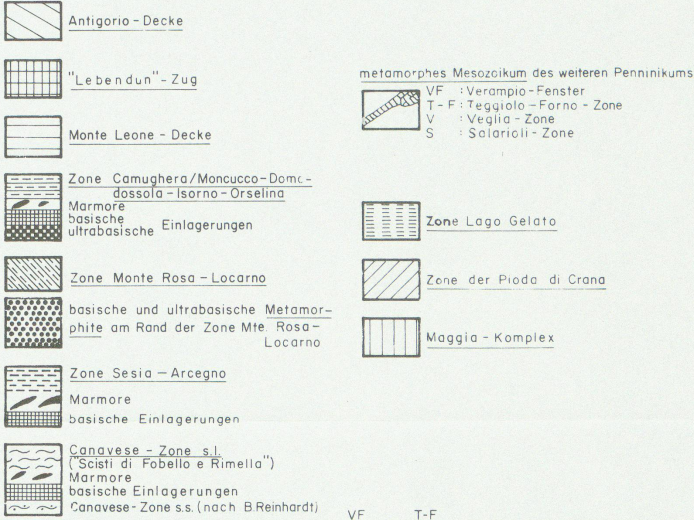 Antigorio - Decke
"Lebendun" - Zug
Monte Leone - Decke
Zone Camughera/Moncucco-Domo-
dossola - Isorno - Orselina
Marmore
basische
ultrabasische Einlagerungen
Zone Monte Rosa - Locarno
basische und ultrabasische Metamor-
phite am Rand der Zone Mte. Rosa-
Locarno
Zone Sesia - Arcegno
Marmore
basische Einlagerungen
Canavese - Zone s.l.
("Scisti di Fobello e Rimella")
Marmore
basische Einlagerungen
Canavese - Zone s.s. (nach B.Reinhardt)
metamorphes Mesozoikum des weiteren Penninikums
VF : Verampio - Fenster
T - F : Teggiolo - Forno - Zone
V : Veglia - Zone
S : Salarioli - Zone
Zone Lago Gelato
Zone der Pioda di Crana
Maggia - Komplex
VF T-F